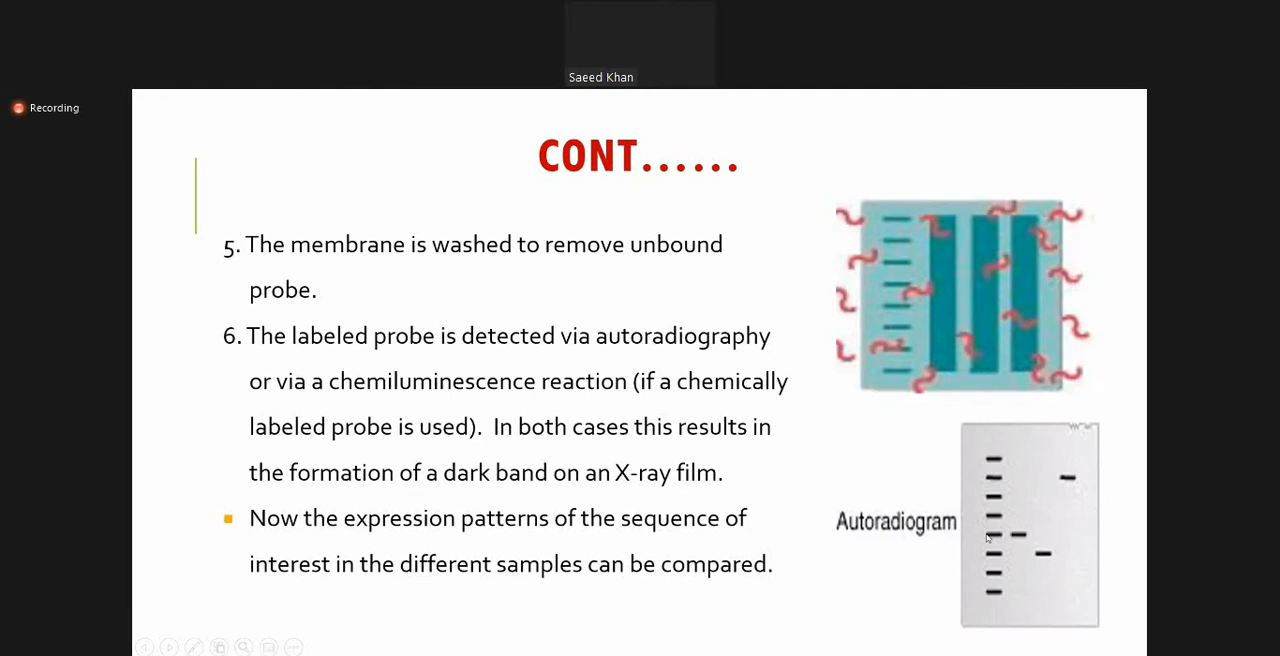 Saeed Khan
Recording
CONT......
5. The membrane is washed to remove unbound
probe.
6. The labeled probe is detected via autoradiography
or via a chemiluminescence reaction (if a chemically
labeled probe is used). In both cases this results in
the formation of a dark band on an X-ray film.
Now the expression patterns of the sequence of
interest in the different samples can be compared.
Autoradiogram